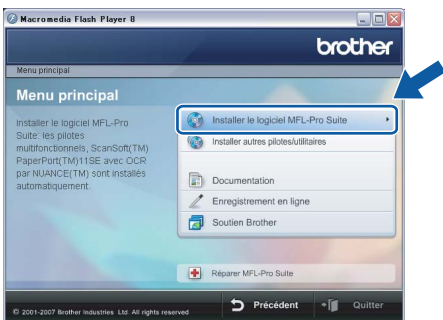 Macromedia Flash Player 8
brother
Menu principal
Menu principal
Installer le logiciel MFL-Pro
Suite: les pilotes
multifonctionnels, ScanSoft(TM)
PaperPort(TM)11SE avec OCR
par NUANCE(TM) sont installés
automatiquement.
Installer le logiciel MFL-Pro Suite
Installer autres pilotes/utilitaires
Documentation
Enregistrement en ligne
Soutien Brother
Réparer MFL-Pro Suite
© 2001-2007 Brother Industries Ltd. All rights reserved
Précédent
Quitter